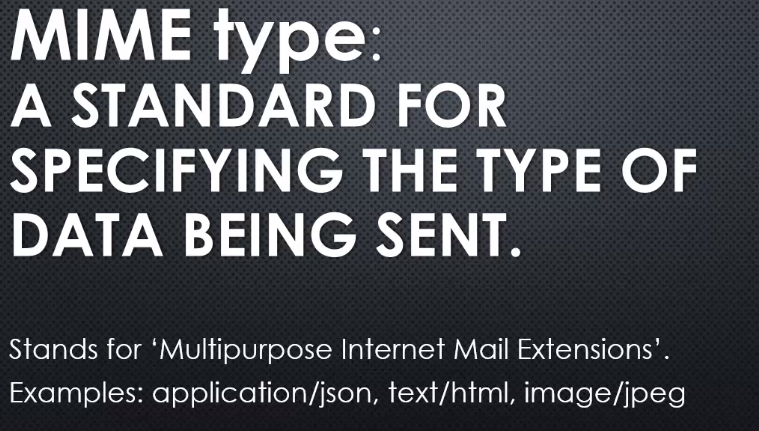 MIME type:
A STANDARD FOR
SPECIFYING THE TYPE OF
DATA BEING SENT.
Stands for ‘Multipurpose Internet Mail Extensions’.
Examples: application/json, text/html, image/jpeg